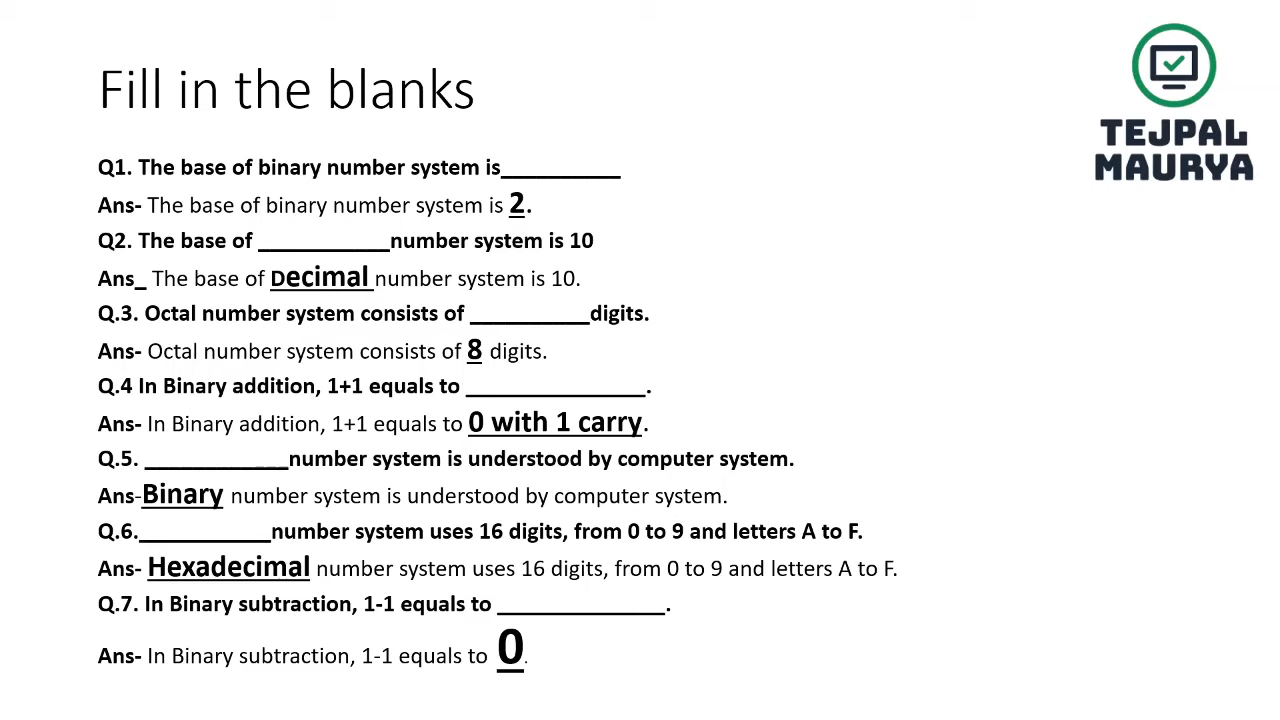 Fill in the blanks
TEJPAL
MAURYA
Q1. The base of binary number system is__________
Ans- The base of binary number system is 2.
Q2. The base of ___________number system is 10
Ans_ The base of Decimal number system is 10.
Q.3. Octal number system consists of __________digits.
Ans- Octal number system consists of 8 digits.
Q.4 In Binary addition, 1+1 equals to _______________.
Ans- In Binary addition, 1+1 equals to 0 with 1 carry.
Q.5. ____________number system is understood by computer system.
Ans-Binary number system is understood by computer system.
Q.6.___________number system uses 16 digits, from 0 to 9 and letters A to F.
Ans- Hexadecimal number system uses 16 digits, from 0 to 9 and letters A to F.
Q.7. In Binary subtraction, 1-1 equals to ______________.
Ans- In Binary subtraction, 1-1 equals to 0.